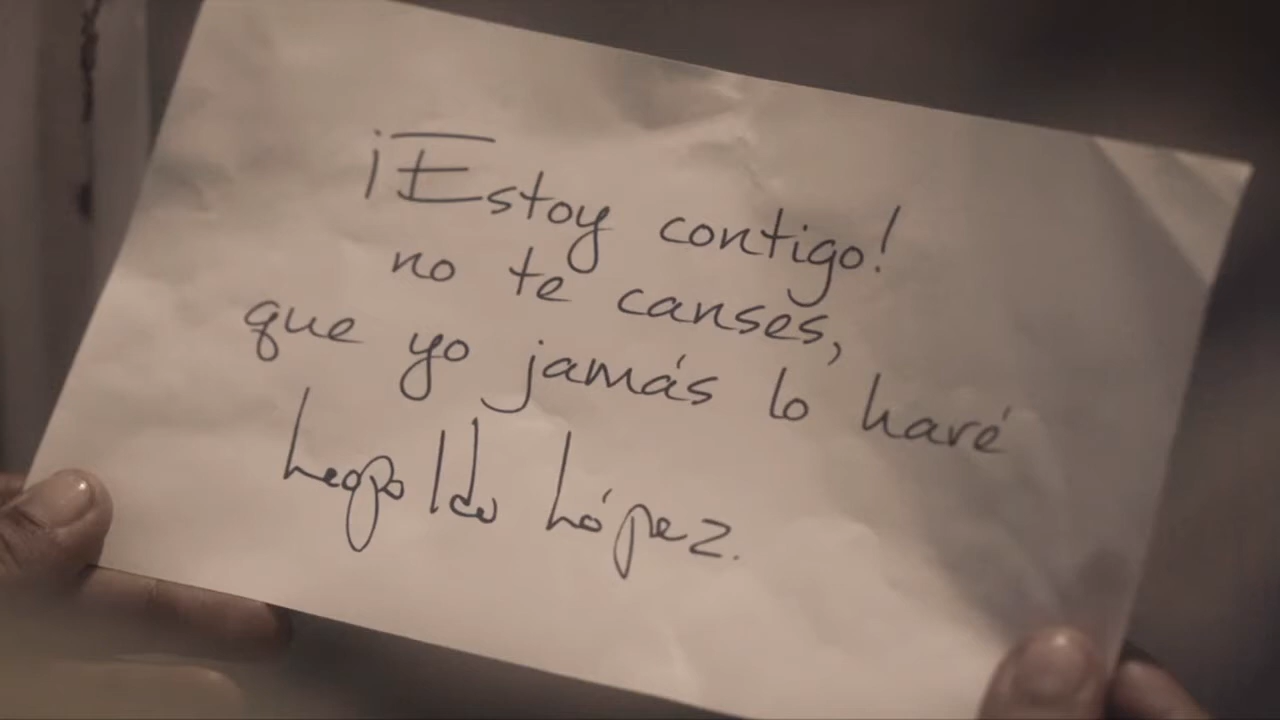 ¡Estoy contigo!
no te canses,
que yo jamás lo haré
Leopoldo López.